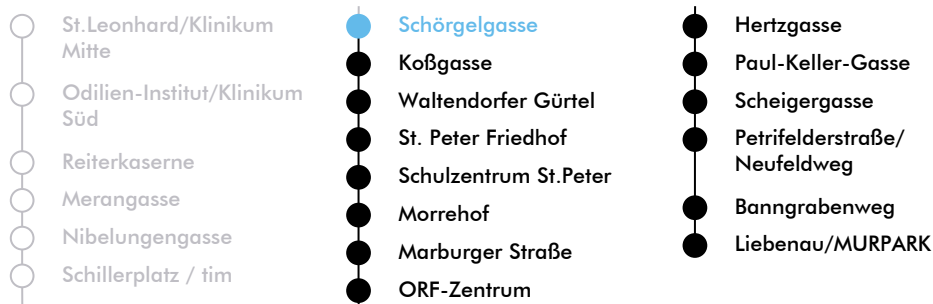 St.Leonhard/Klinikum
Mitte
Odilien-Institut/Klinikum
Süd
Reiterkaserne
Merangasse
Nibelungengasse
Schillerplatz / tim
Schörgelgasse
Koßgasse
Waltendorfer Gürtel
St. Peter Friedhof
Schulzentrum St.Peter
Morrehof
Marburger Straße
ORF-Zentrum
Hertzgasse
Paul-Keller-Gasse
Scheigergasse
Petrifelderstraße/
Neufeldweg
Banngrabenweg
Liebenau/MURPARK